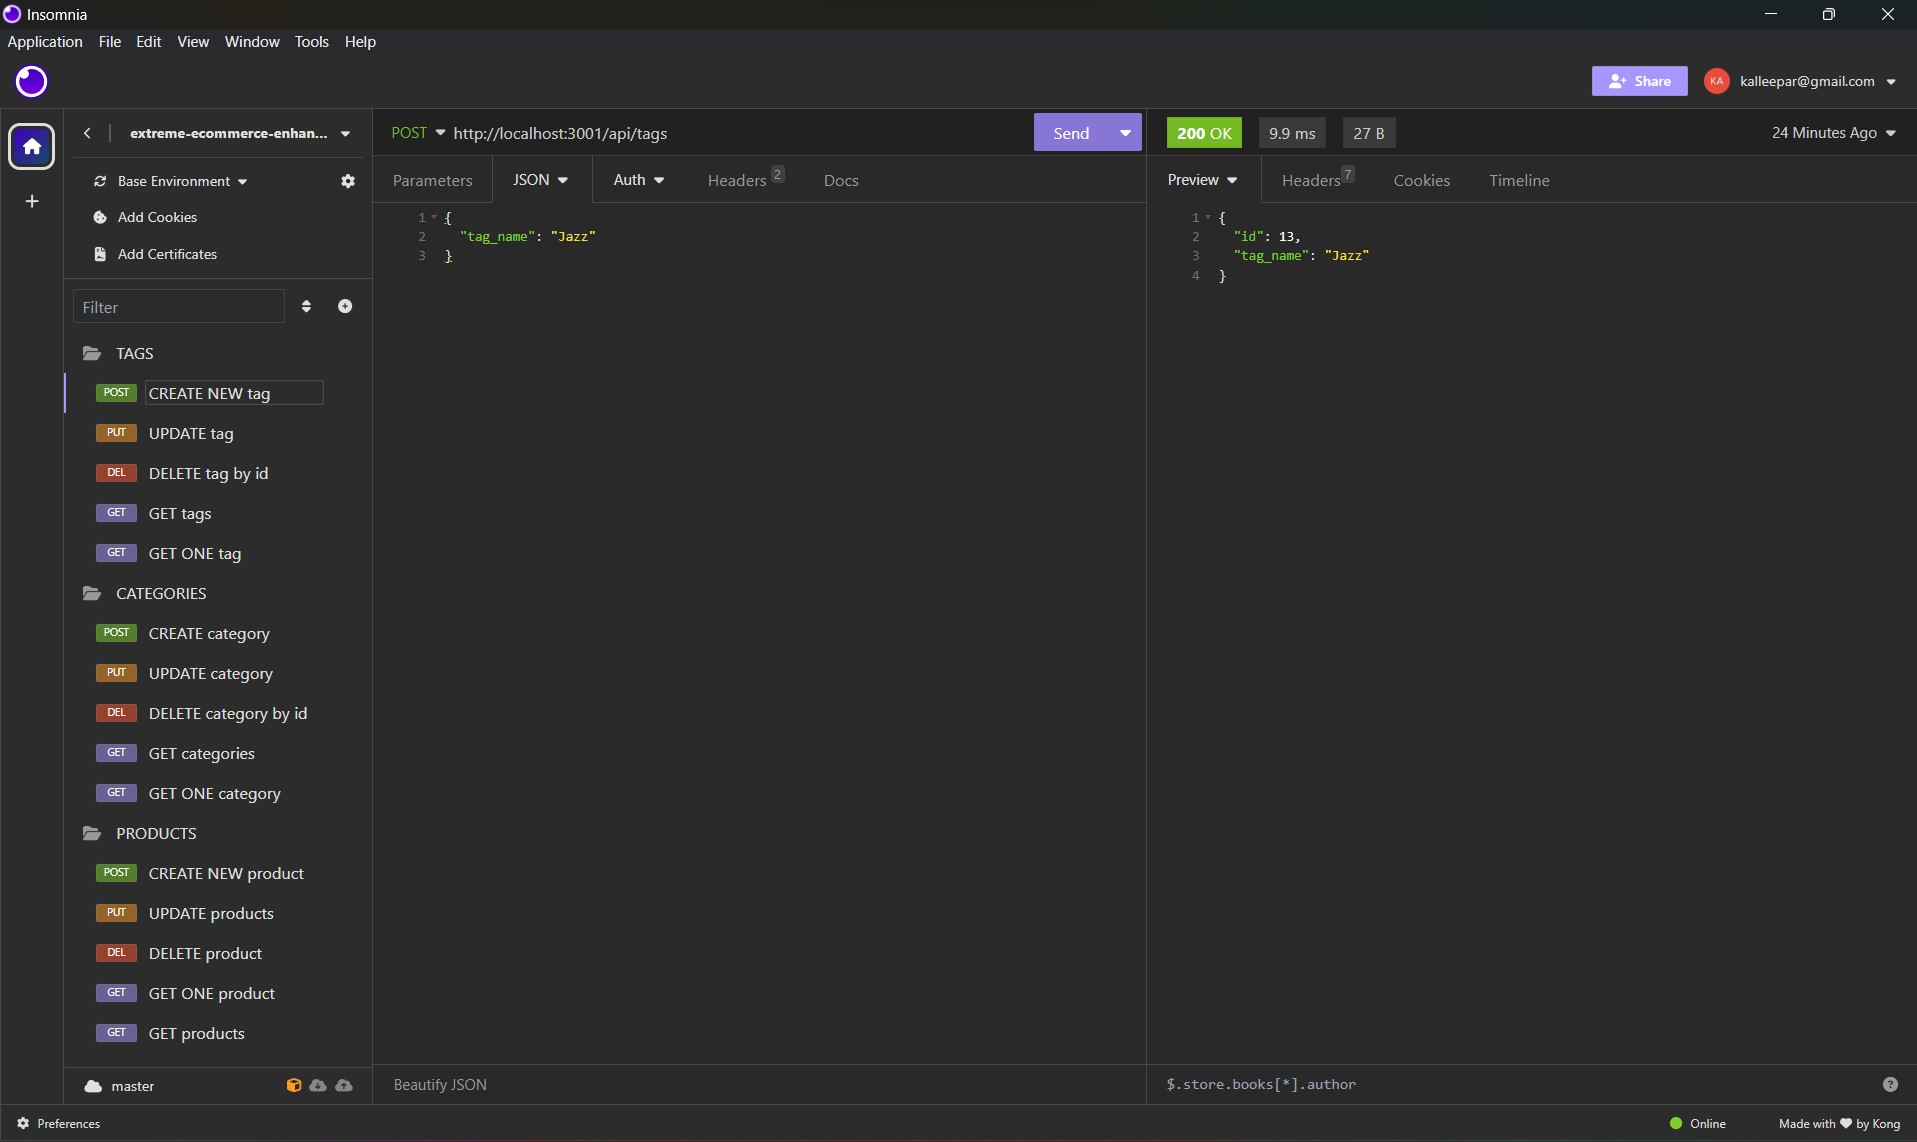 Insomnia
Application File Edit View Window Tools Help
Share KA kalleepar@gmail.com
extreme-ecommerce-enhan...
Base Environment
Add Cookies
Add Certificates
Filter
TAGS
POST CREATE NEW tag
PUT UPDATE tag
DEL DELETE tag by id
GET GET tags
GET GET ONE tag
CATEGORIES
POST CREATE category
PUT UPDATE category
DEL DELETE category by id
GET GET categories
GET GET ONE category
PRODUCTS
POST CREATE NEW product
PUT UPDATE products
DEL DELETE product
GET GET ONE product
GET GET products
master
POST http://localhost:3001/api/tags Send
Parameters JSON Auth Headers 2 Docs
1 {
2 "tag_name": "Jazz"
3 }
Beautify JSON
200 OK 9.9 ms 27 B 24 Minutes Ago
Preview Headers 7 Cookies Timeline
1 {
2 "id": 13,
3 "tag_name": "Jazz"
4 }
$.store.books[*].author ?
Preferences Online Made with ♥ by Kong